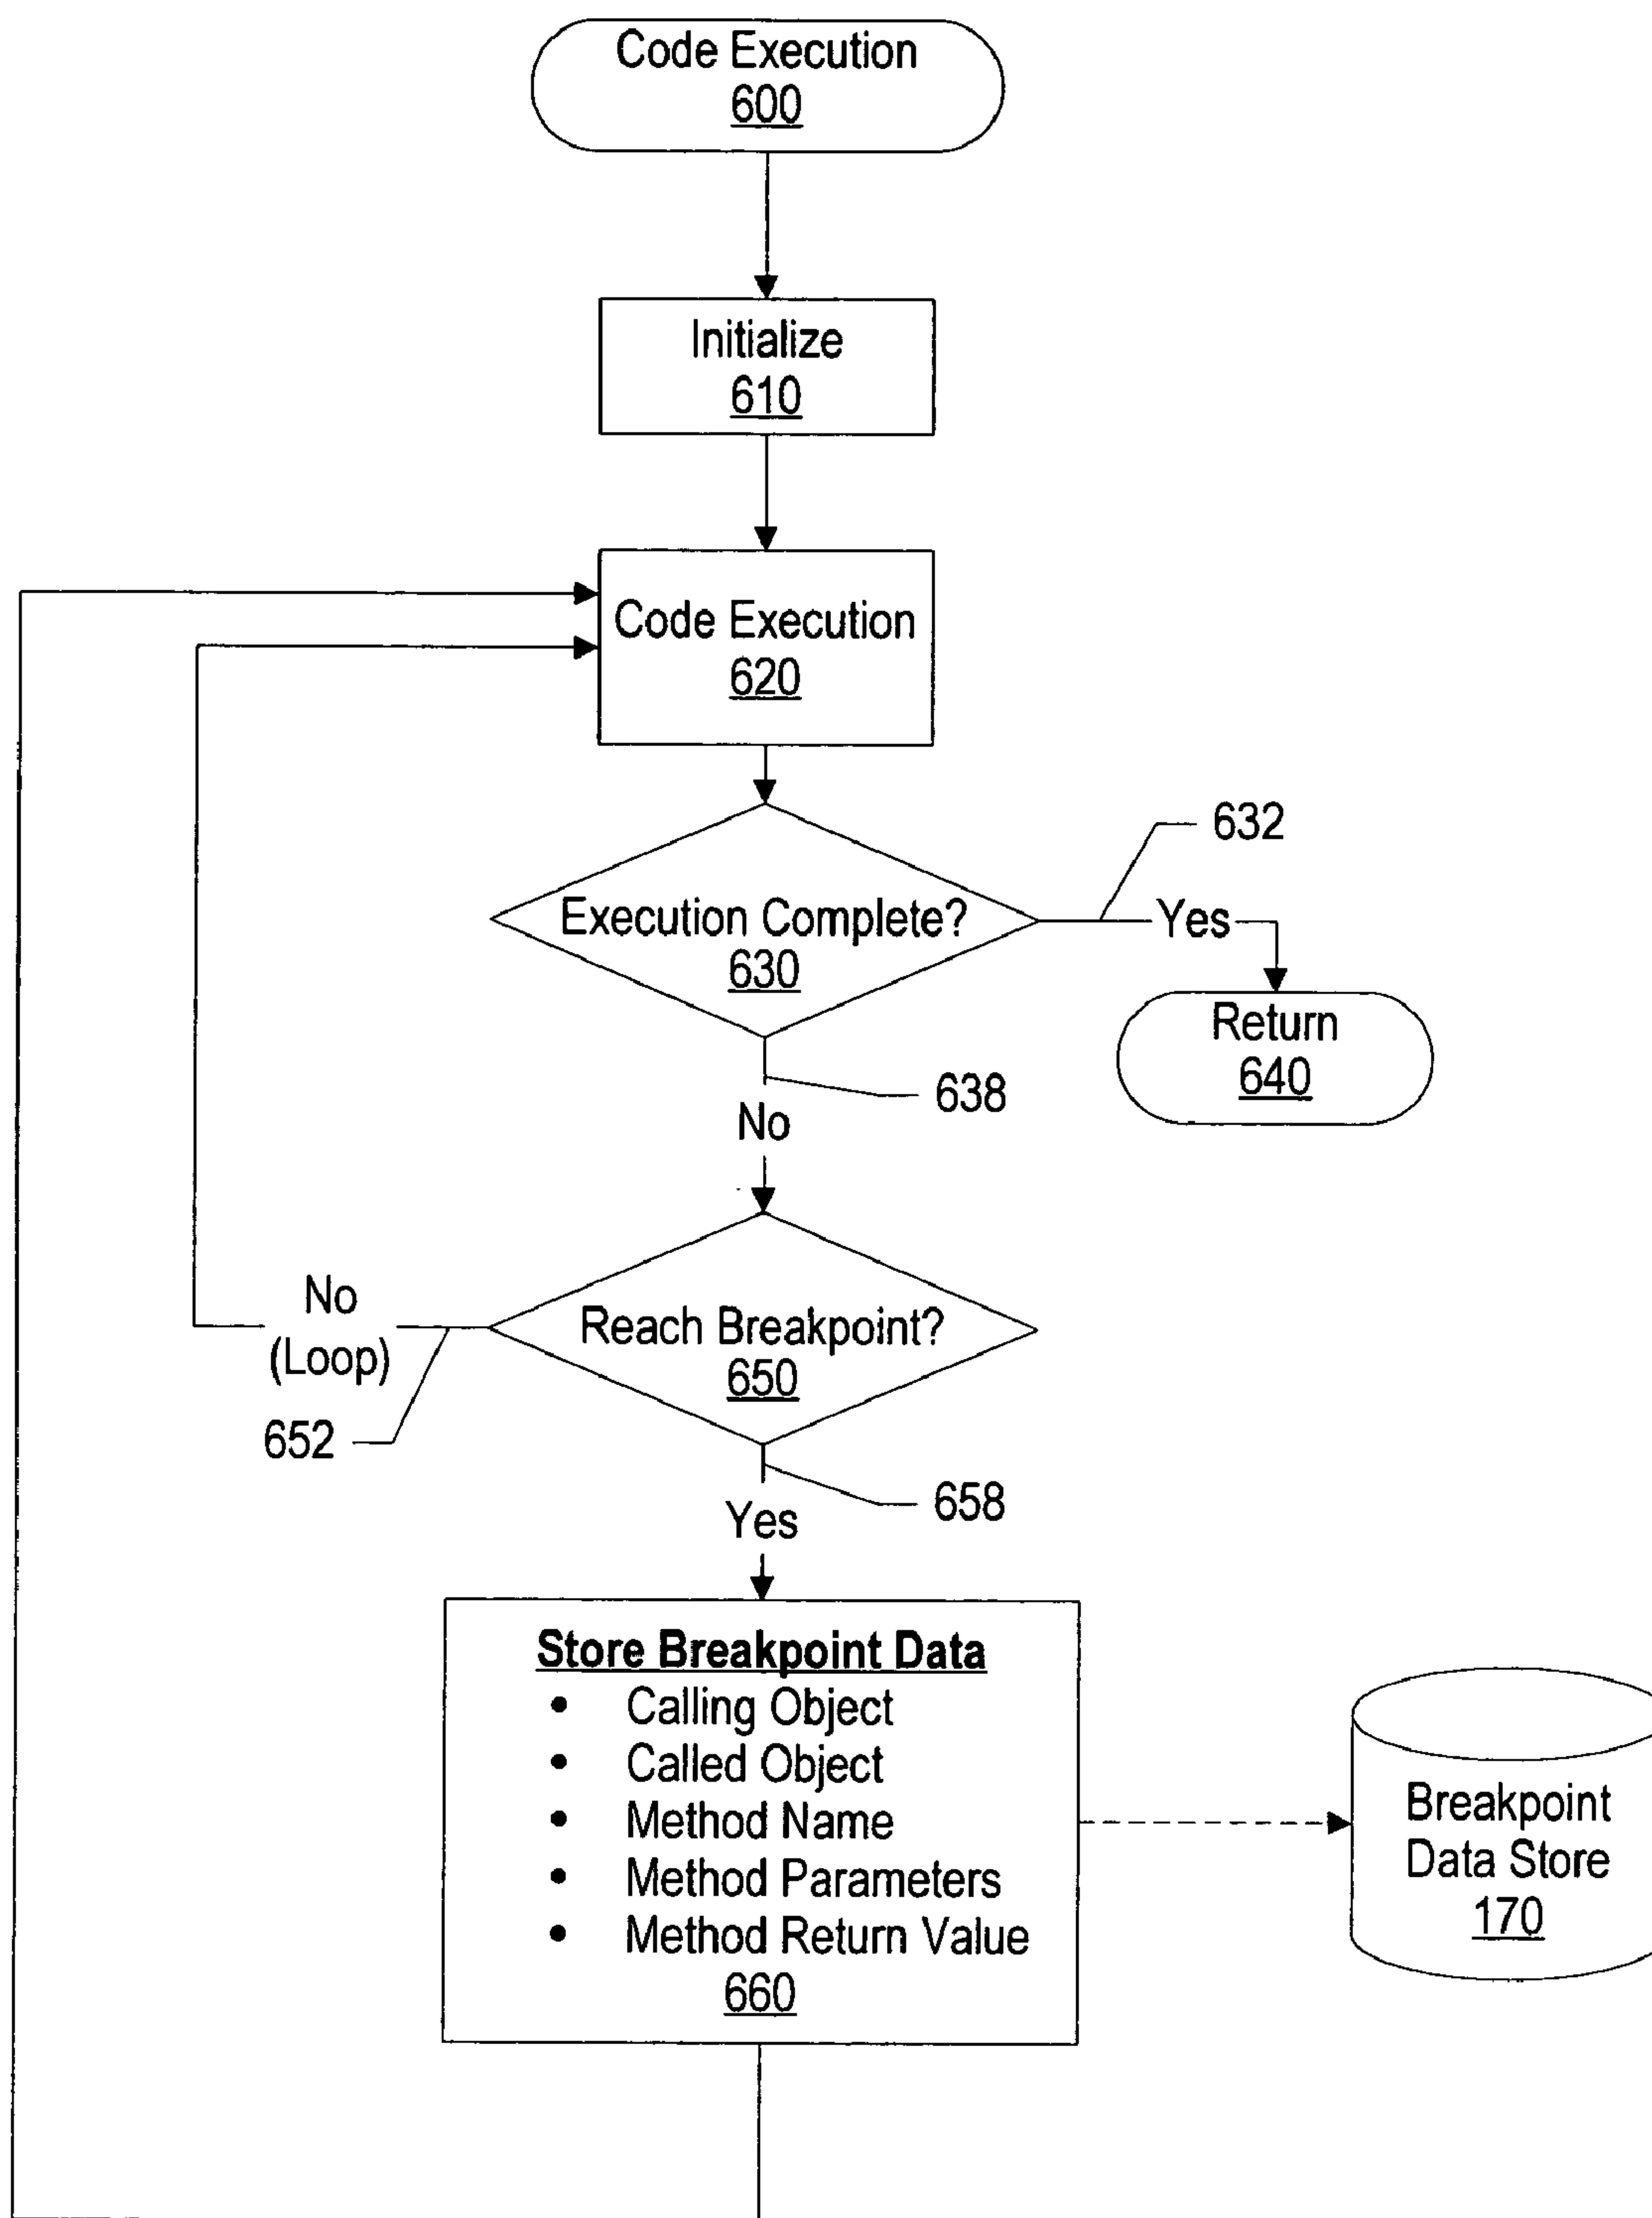 Code Execution
600
Initialize
610
Code Execution
620
632
Execution Complete?
630
Yes
Return
640
638
No
Reach Breakpoint?
650
No
(Loop)
652
658
Yes
Store Breakpoint Data
• Calling Object
• Called Object
• Method Name
• Method Parameters
• Method Return Value
660
Breakpoint
Data Store
170